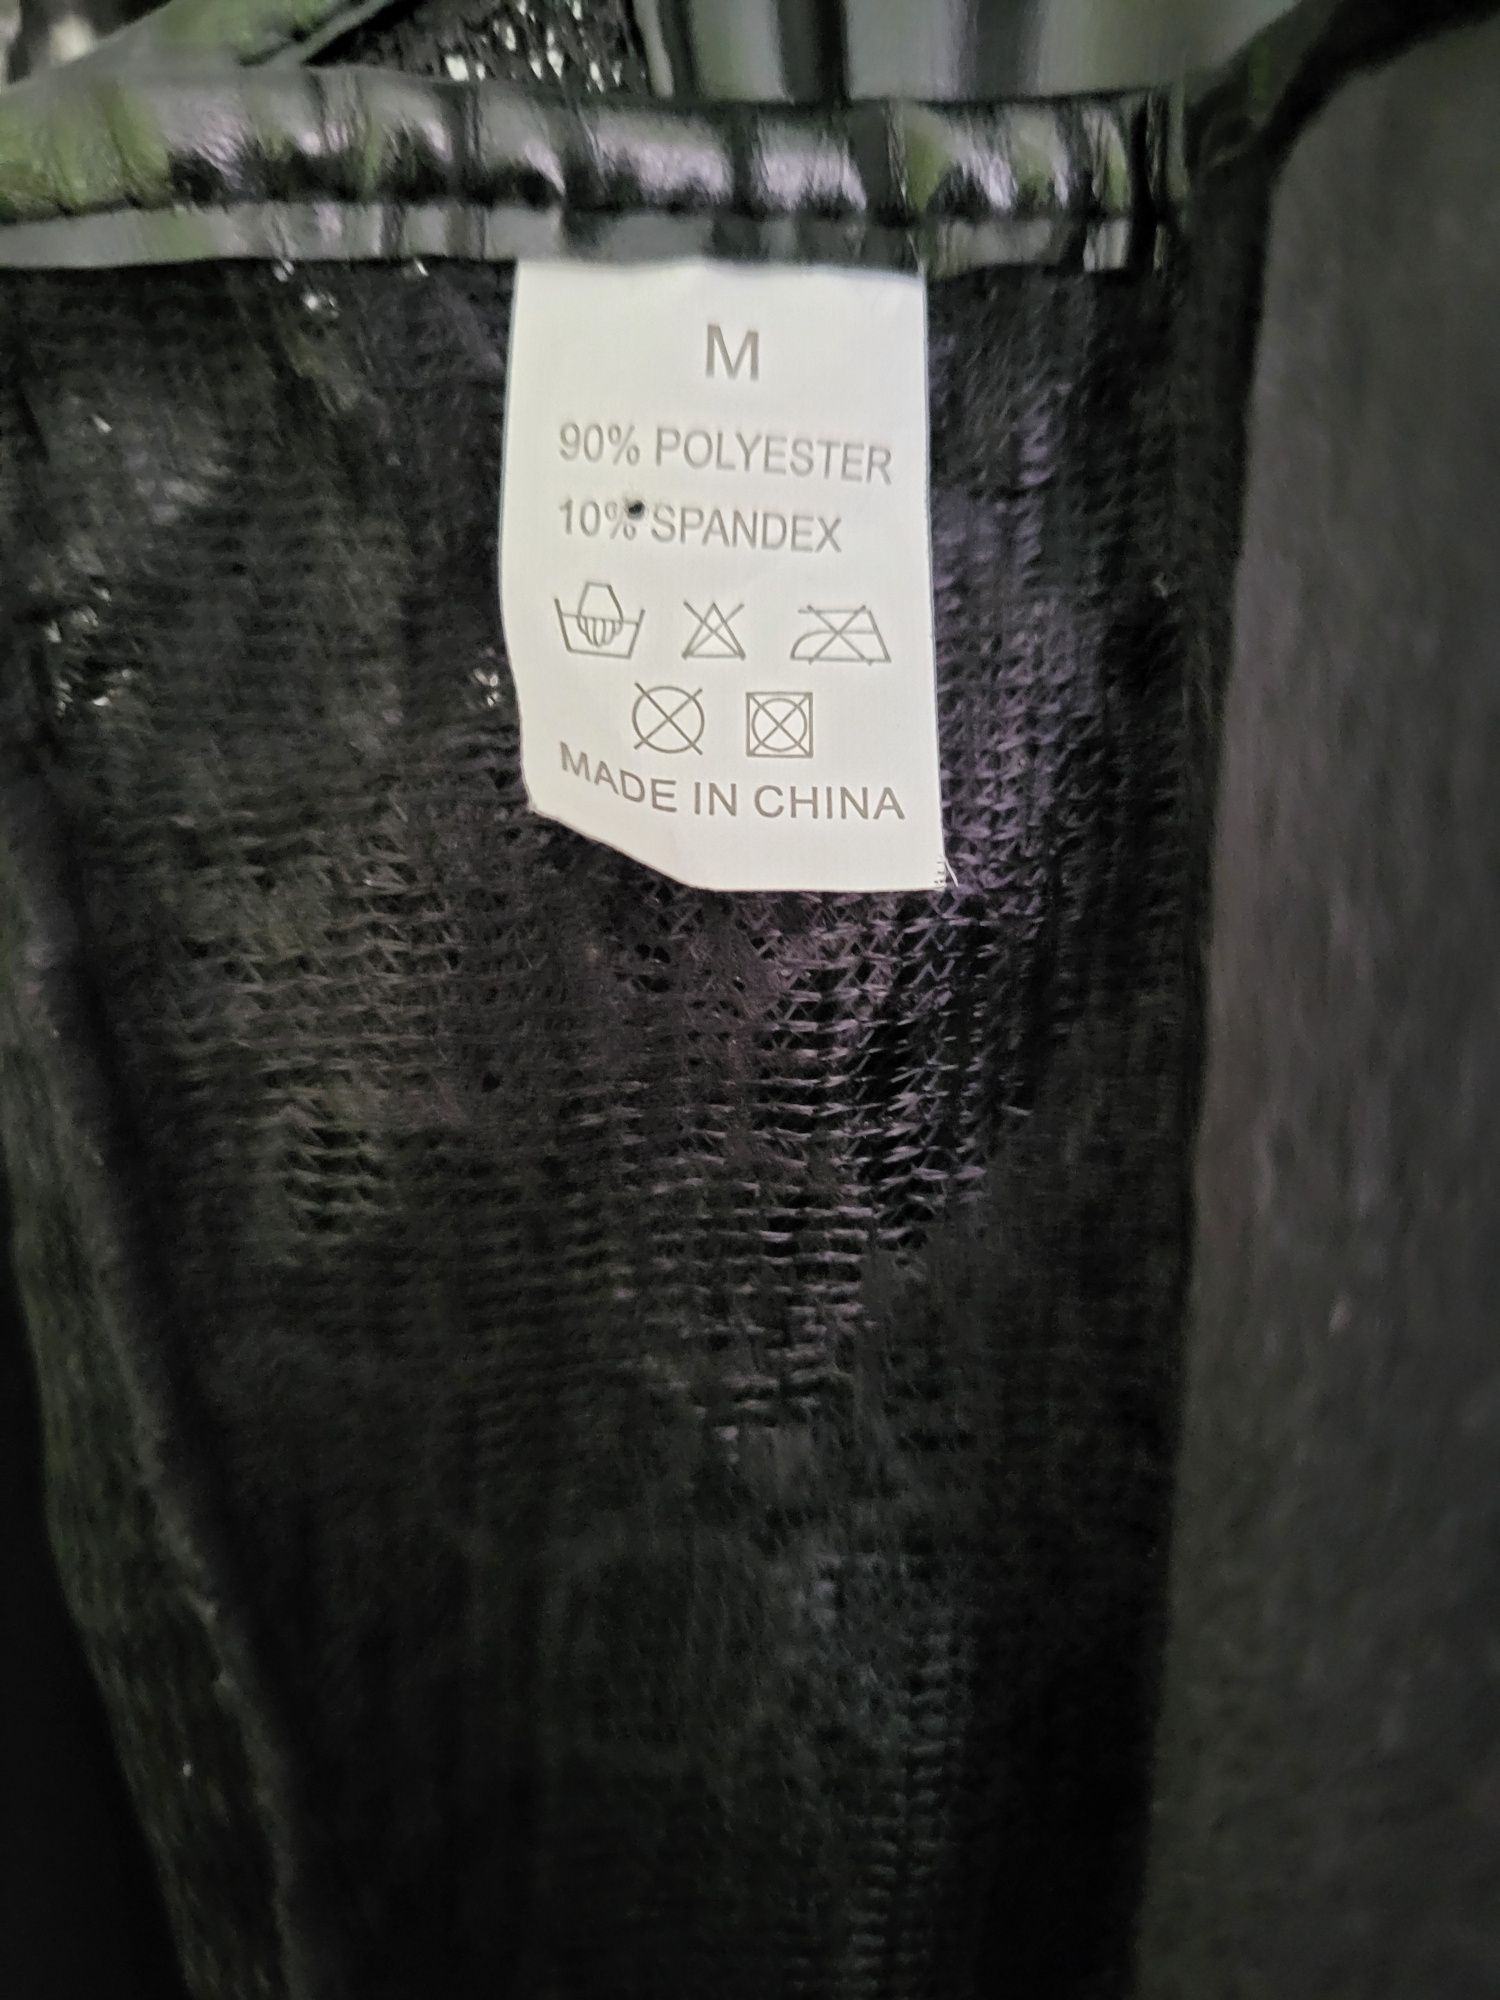 M
90% POLYESTER
10% SPANDEX
MADE IN CHINA